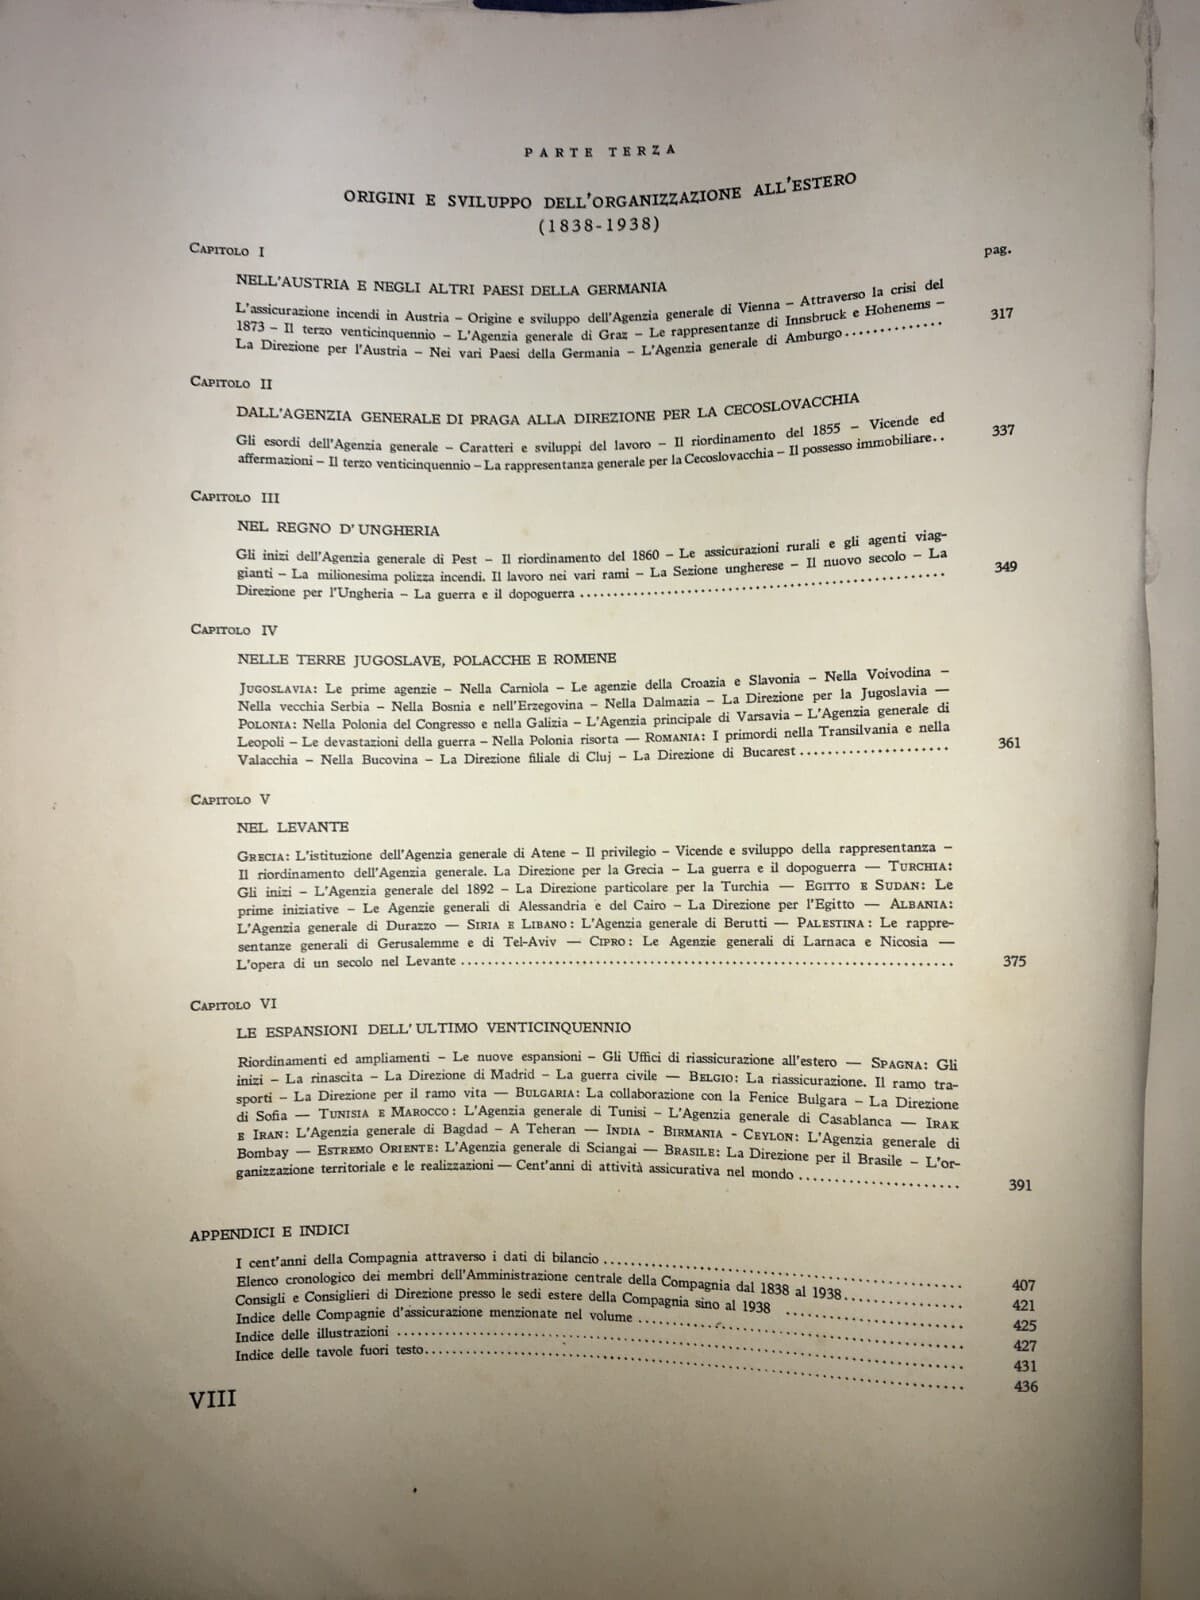 PARTE TERZA
ORIGINI E SVILUPPO DELL'ORGANIZZAZIONE ALL'ESTERO
(1838-1938)
CAPITOLO I
pag.
NELL'AUSTRIA E NEGLI ALTRI PAESI DELLA GERMANIA
L'assicurazione incendi in Austria – Origine e sviluppo dell'Agenzia generale di Vienna – Attraverso la crisi del
1873 – Il terzo venticinquennio – L'Agenzia generale di Graz – Le rappresentanze di Innsbruck e Hohenems –
La Direzione per l'Austria – Nei vari Paesi della Germania – L'Agenzia generale di Amburgo............. 317
CAPITOLO II
DALL'AGENZIA GENERALE DI PRAGA ALLA DIREZIONE PER LA CECOSLOVACCHIA
Gli esordi dell'Agenzia generale – Caratteri e sviluppi del lavoro – Il riordinamento del 1855 – Vicende ed
affermazioni – Il terzo venticinquennio – La rappresentanza generale per la Cecoslovacchia – Il possesso immobiliare.. 337
CAPITOLO III
NEL REGNO D'UNGHERIA
Gli inizi dell'Agenzia generale di Pest – Il riordinamento del 1860 – Le assicurazioni rurali e gli agenti viag-
gianti – La milionesima polizza incendi. Il lavoro nei vari rami – La Sezione ungherese – Il nuovo secolo – La
Direzione per l'Ungheria – La guerra e il dopoguerra .................................................. 349
CAPITOLO IV
NELLE TERRE JUGOSLAVE, POLACCHE E ROMENE
JUGOSLAVIA: Le prime agenzie – Nella Carniola – Le agenzie della Croazia e Slavonia – Nella Voivodina –
Nella vecchia Serbia – Nella Bosnia e nell'Erzegovina – Nella Dalmazia – La Direzione per la Jugoslavia —
POLONIA: Nella Polonia del Congresso e nella Galizia – L'Agenzia principale di Varsavia – L'Agenzia generale di
Leopoli – Le devastazioni della guerra – Nella Polonia risorta — ROMANIA: I primordi nella Transilvania e nella
Valacchia – Nella Bucovina – La Direzione filiale di Cluj – La Direzione di Bucarest .................... 361
CAPITOLO V
NEL LEVANTE
GRECIA: L'istituzione dell'Agenzia generale di Atene – Il privilegio – Vicende e sviluppo della rappresentanza –
Il riordinamento dell'Agenzia generale. La Direzione per la Grecia – La guerra e il dopoguerra — TURCHIA:
Gli inizi – L'Agenzia generale del 1892 – La Direzione particolare per la Turchia — EGITTO E SUDAN: Le
prime iniziative – Le Agenzie generali di Alessandria e del Cairo – La Direzione per l'Egitto — ALBANIA:
L'Agenzia generale di Durazzo — SIRIA E LIBANO: L'Agenzia generale di Berutti — PALESTINA: Le rappre-
sentanze generali di Gerusalemme e di Tel-Aviv — CIPRO: Le Agenzie generali di Larnaca e Nicosia —
L'opera di un secolo nel Levante .................................................................... 375
CAPITOLO VI
LE ESPANSIONI DELL'ULTIMO VENTICINQUENNIO
Riordinamenti ed ampliamenti – Le nuove espansioni – Gli Uffici di riassicurazione all'estero — SPAGNA: Gli
inizi – La rinascita – La Direzione di Madrid – La guerra civile — BELGIO: La riassicurazione. Il ramo tra-
sporti – La Direzione per il ramo vita — BULGARIA: La collaborazione con la Fenice Bulgara – La Direzione
di Sofia — TUNISIA E MAROCCO: L'Agenzia generale di Tunisi – L'Agenzia generale di Casablanca — IRAK
E IRAN: L'Agenzia generale di Bagdad – A Teheran — INDIA - BIRMANIA - CEYLON: L'Agenzia generale di
Bombay — ESTREMO ORIENTE: L'Agenzia generale di Sciangai — BRASILE: La Direzione per il Brasile – L'or-
ganizzazione territoriale e le realizzazioni — Cent'anni di attività assicurativa nel mondo ...................... 391
APPENDICI E INDICI
I cent'anni della Compagnia attraverso i dati di bilancio .................................................. 407
Elenco cronologico dei membri dell'Amministrazione centrale della Compagnia dal 1838 al 1938............... 421
Consigli e Consiglieri di Direzione presso le sedi estere della Compagnia sino al 1938 ...................... 425
Indice delle Compagnie d'assicurazione menzionate nel volume ............................................. 427
Indice delle illustrazioni ............................................................................. 431
Indice delle tavole fuori testo........................................................................ 436
VIII